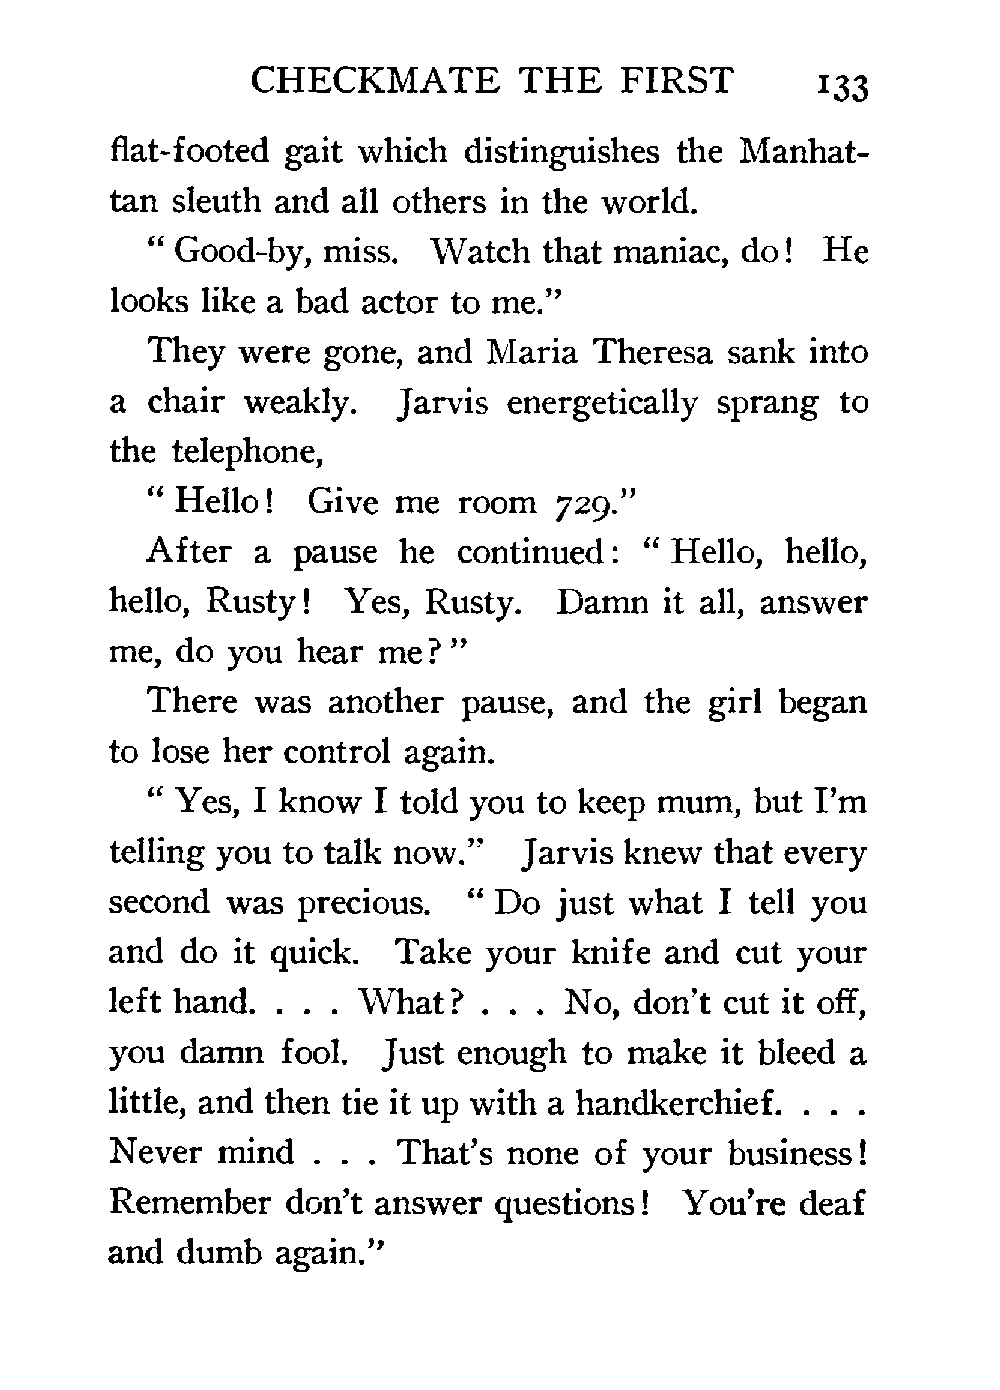 CHECKMATE THE FIRST 133
flat-footed gait which distinguishes the Manhat-
tan sleuth and all others in the world.
“ Good-by, miss. Watch that maniac, do! He
looks like a bad actor to me.”
They were gone, and Maria Theresa sank into
a chair weakly. Jarvis energetically sprang to
the telephone,
“ Hello! Give me room 729.”
After a pause he continued: “ Hello, hello,
hello, Rusty! Yes, Rusty. Damn it all, answer
me, do you hear me? ”
There was another pause, and the girl began
to lose her control again.
“ Yes, I know I told you to keep mum, but I’m
telling you to talk now.” Jarvis knew that every
second was precious. “ Do just what I tell you
and do it quick. Take your knife and cut your
left hand. . . . What? . . . No, don’t cut it off,
you damn fool. Just enough to make it bleed a
little, and then tie it up with a handkerchief. . . .
Never mind . . . That’s none of your business!
Remember don’t answer questions! You’re deaf
and dumb again.”